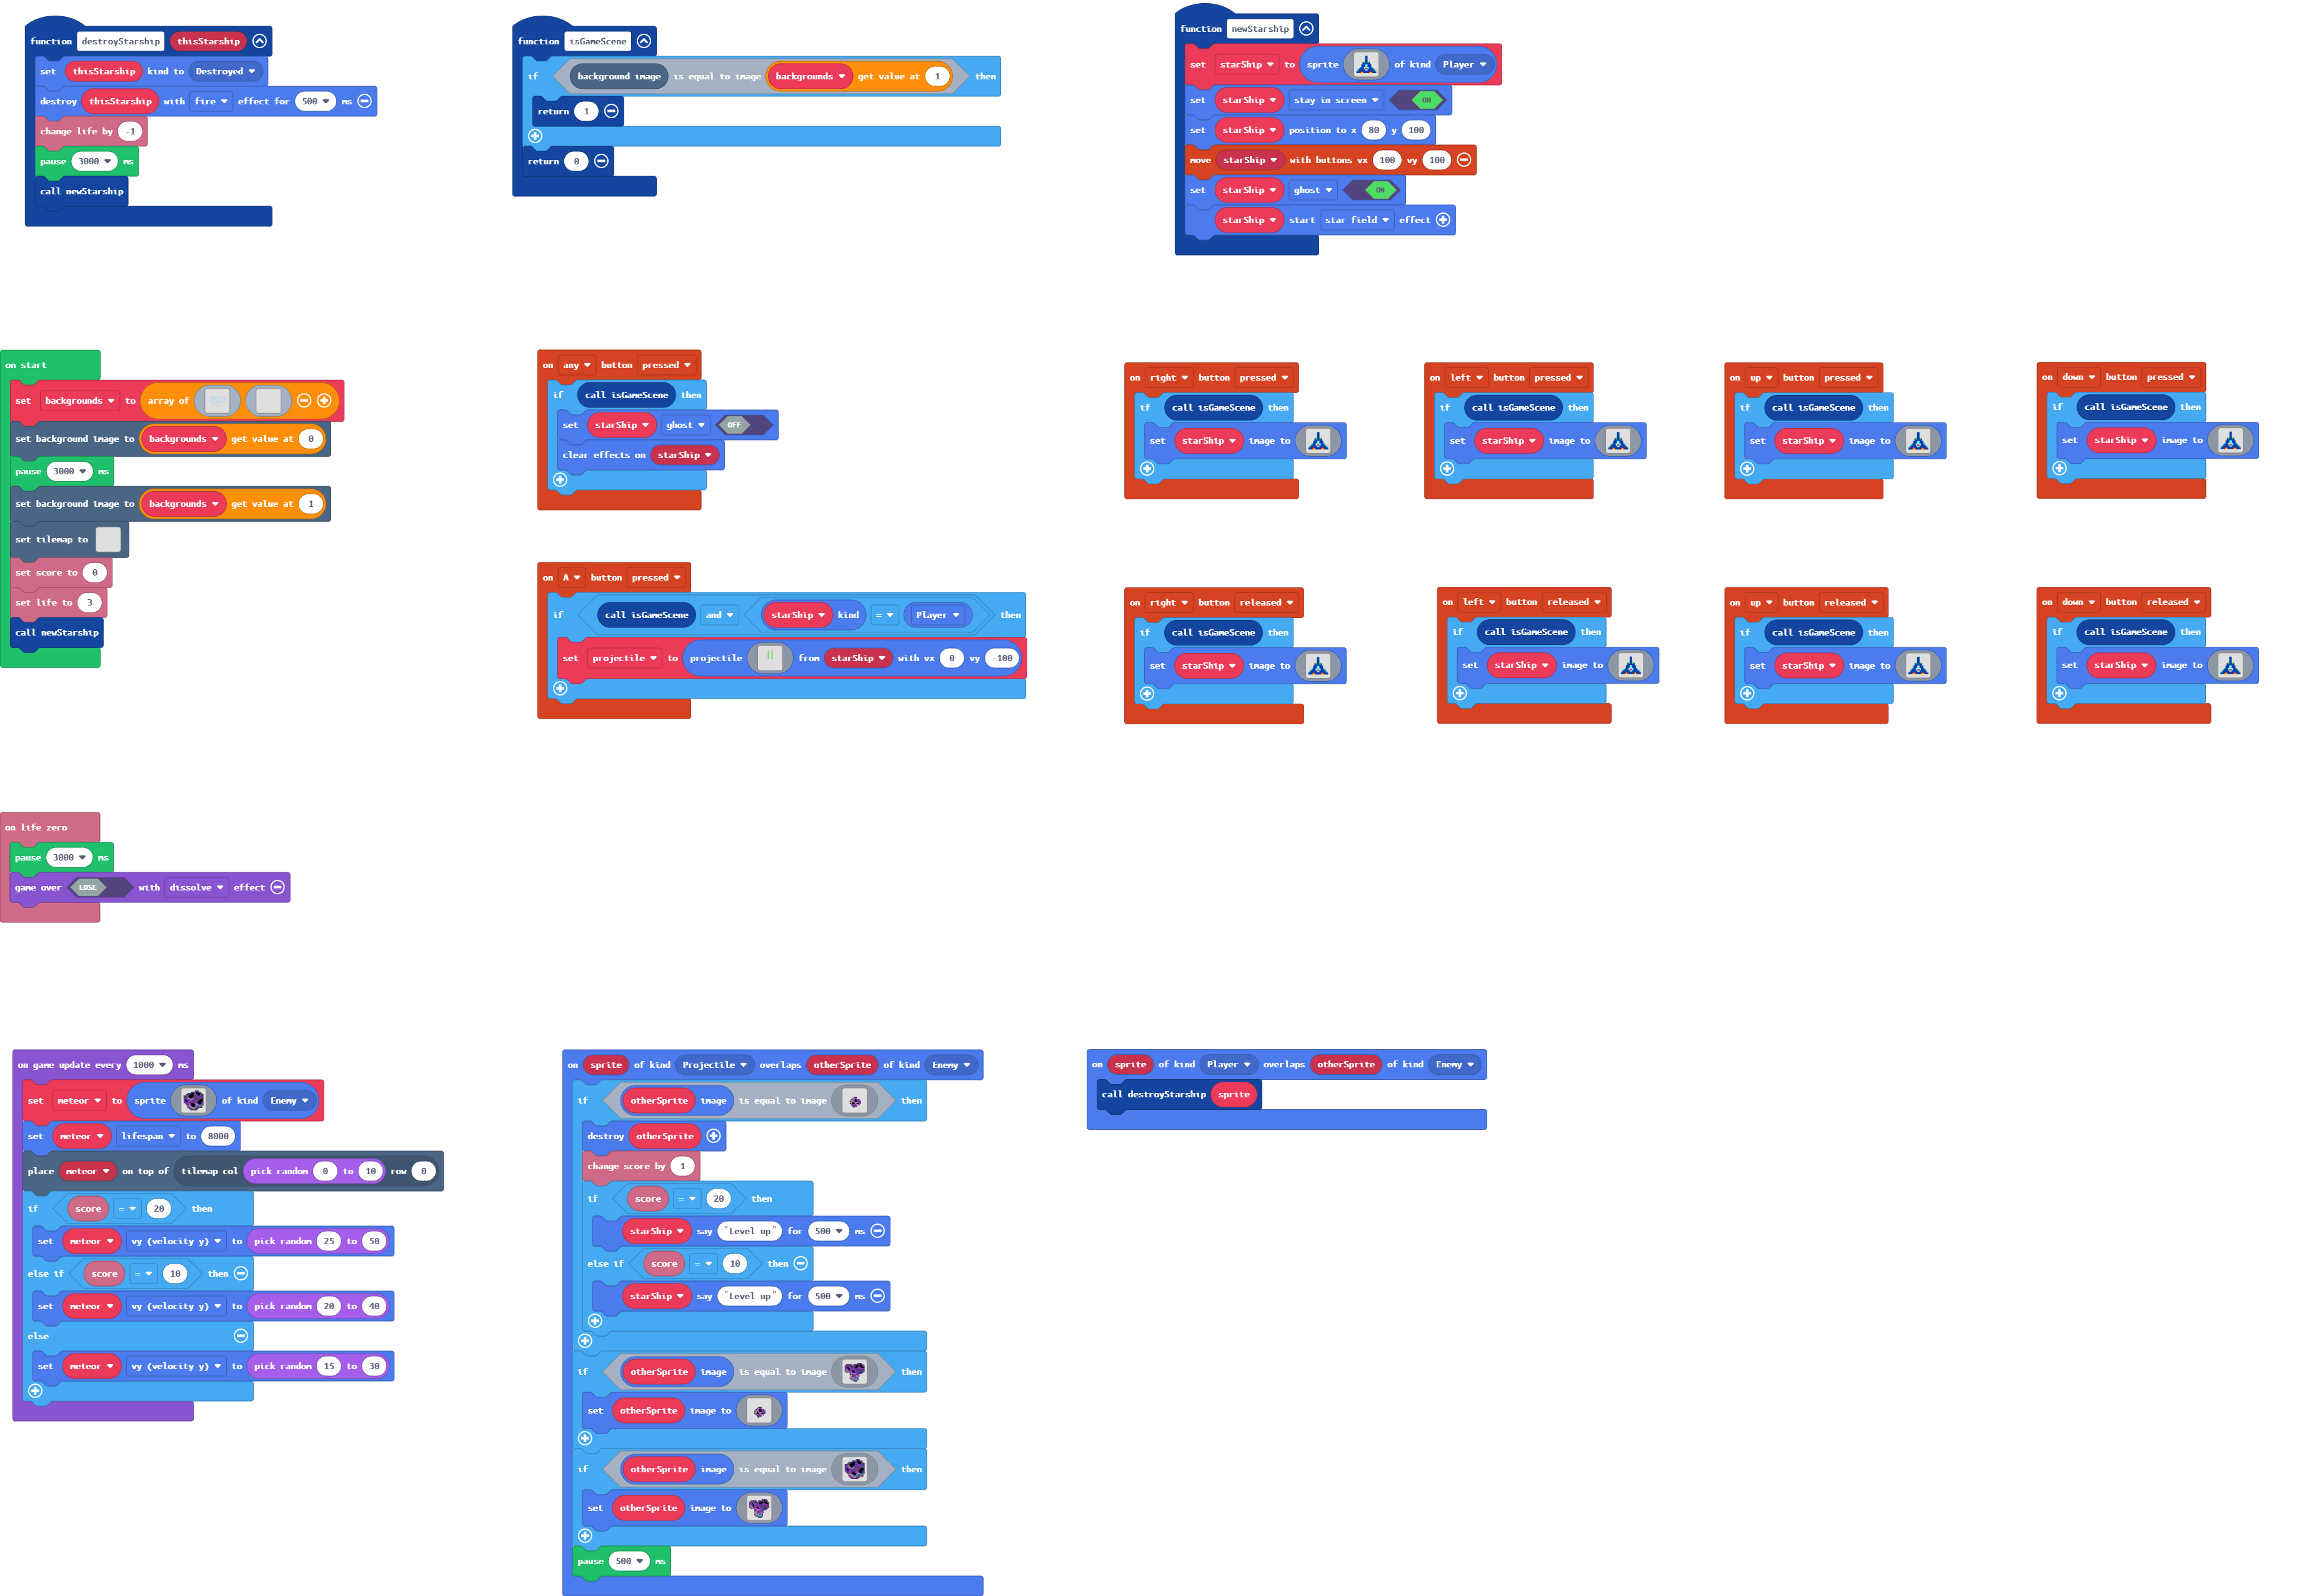 function destroyStarship thisStarship
set thisStarship kind to Destroyed
destroy thisStarship with fire effect for 500 ms
change life by -1
pause 3000 ms
call newStarship
function isGameScene
if background image is equal to image backgrounds get value at 1 then
return 1
return 0
function newStarship
set starShip to sprite of kind Player
set starShip stay in screen ON
set starShip position to x 80 y 100
move starShip with buttons vx 100 vy 100
set starShip ghost ON
starShip start star field effect
on start
set backgrounds to array of
set background image to backgrounds get value at 0
pause 3000 ms
set background image to backgrounds get value at 1
set tilemap to
set score to 0
set life to 3
call newStarship
on any button pressed
if call isGameScene then
set starShip ghost OFF
clear effects on starShip
on A button pressed
if call isGameScene and starShip kind = Player then
set projectile to projectile from starShip with vx 0 vy -100
on right button pressed
if call isGameScene then
set starShip image to
on left button pressed
if call isGameScene then
set starShip image to
on up button pressed
if call isGameScene then
set starShip image to
on down button pressed
if call isGameScene then
set starShip image to
on right button released
if call isGameScene then
set starShip image to
on left button released
if call isGameScene then
set starShip image to
on up button released
if call isGameScene then
set starShip image to
on down button released
if call isGameScene then
set starShip image to
on life zero
pause 3000 ms
game over LOSE with dissolve effect
on game update every 1000 ms
set meteor to sprite of kind Enemy
set meteor lifespan to 8000
place meteor on top of tilemap col pick random 0 to 10 row 0
if score = 20 then
set meteor vy (velocity y) to pick random 25 to 50
else if score = 10 then
set meteor vy (velocity y) to pick random 20 to 40
else
set meteor vy (velocity y) to pick random 15 to 30
on sprite of kind Projectile overlaps otherSprite of kind Enemy
if otherSprite image is equal to image then
destroy otherSprite
change score by 1
if score = 20 then
starShip say "Level up" for 500 ms
else if score = 10 then
starShip say "Level up" for 500 ms
if otherSprite image is equal to image then
set otherSprite image to
if otherSprite image is equal to image then
set otherSprite image to
pause 500 ms
on sprite of kind Player overlaps otherSprite of kind Enemy
call destroyStarship sprite